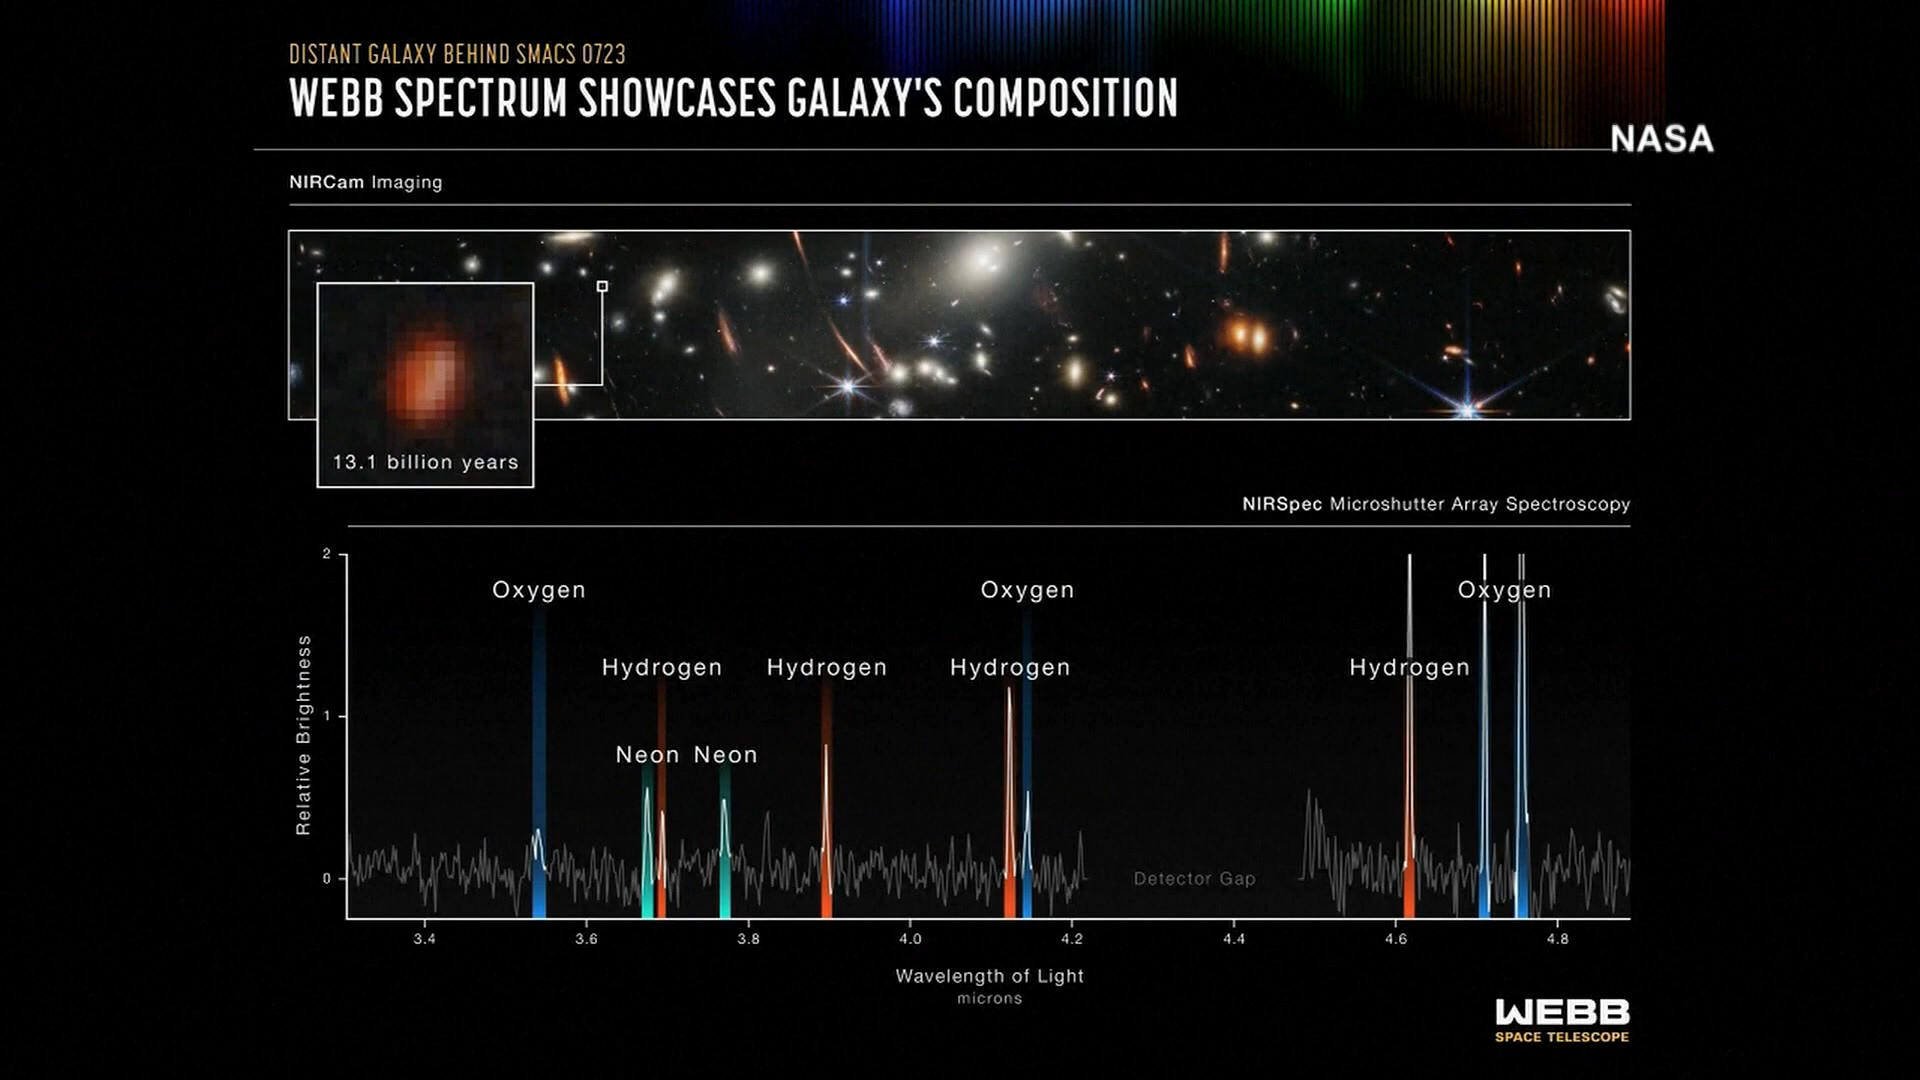 DISTANT GALAXY BEHIND SMACS 0723
WEBB SPECTRUM SHOWCASES GALAXY'S COMPOSITION
NASA
NIRCam Imaging
13.1 billion years
NIRSpec Microshutter Array Spectroscopy
2
Oxygen Oxygen Oxygen
Hydrogen Hydrogen Hydrogen Hydrogen
1
Neon Neon
Relative Brightness
0
Detector Gap
3.4 3.6 3.8 4.0 4.2 4.4 4.6 4.8
Wavelength of Light
microns
WEBB
SPACE TELESCOPE